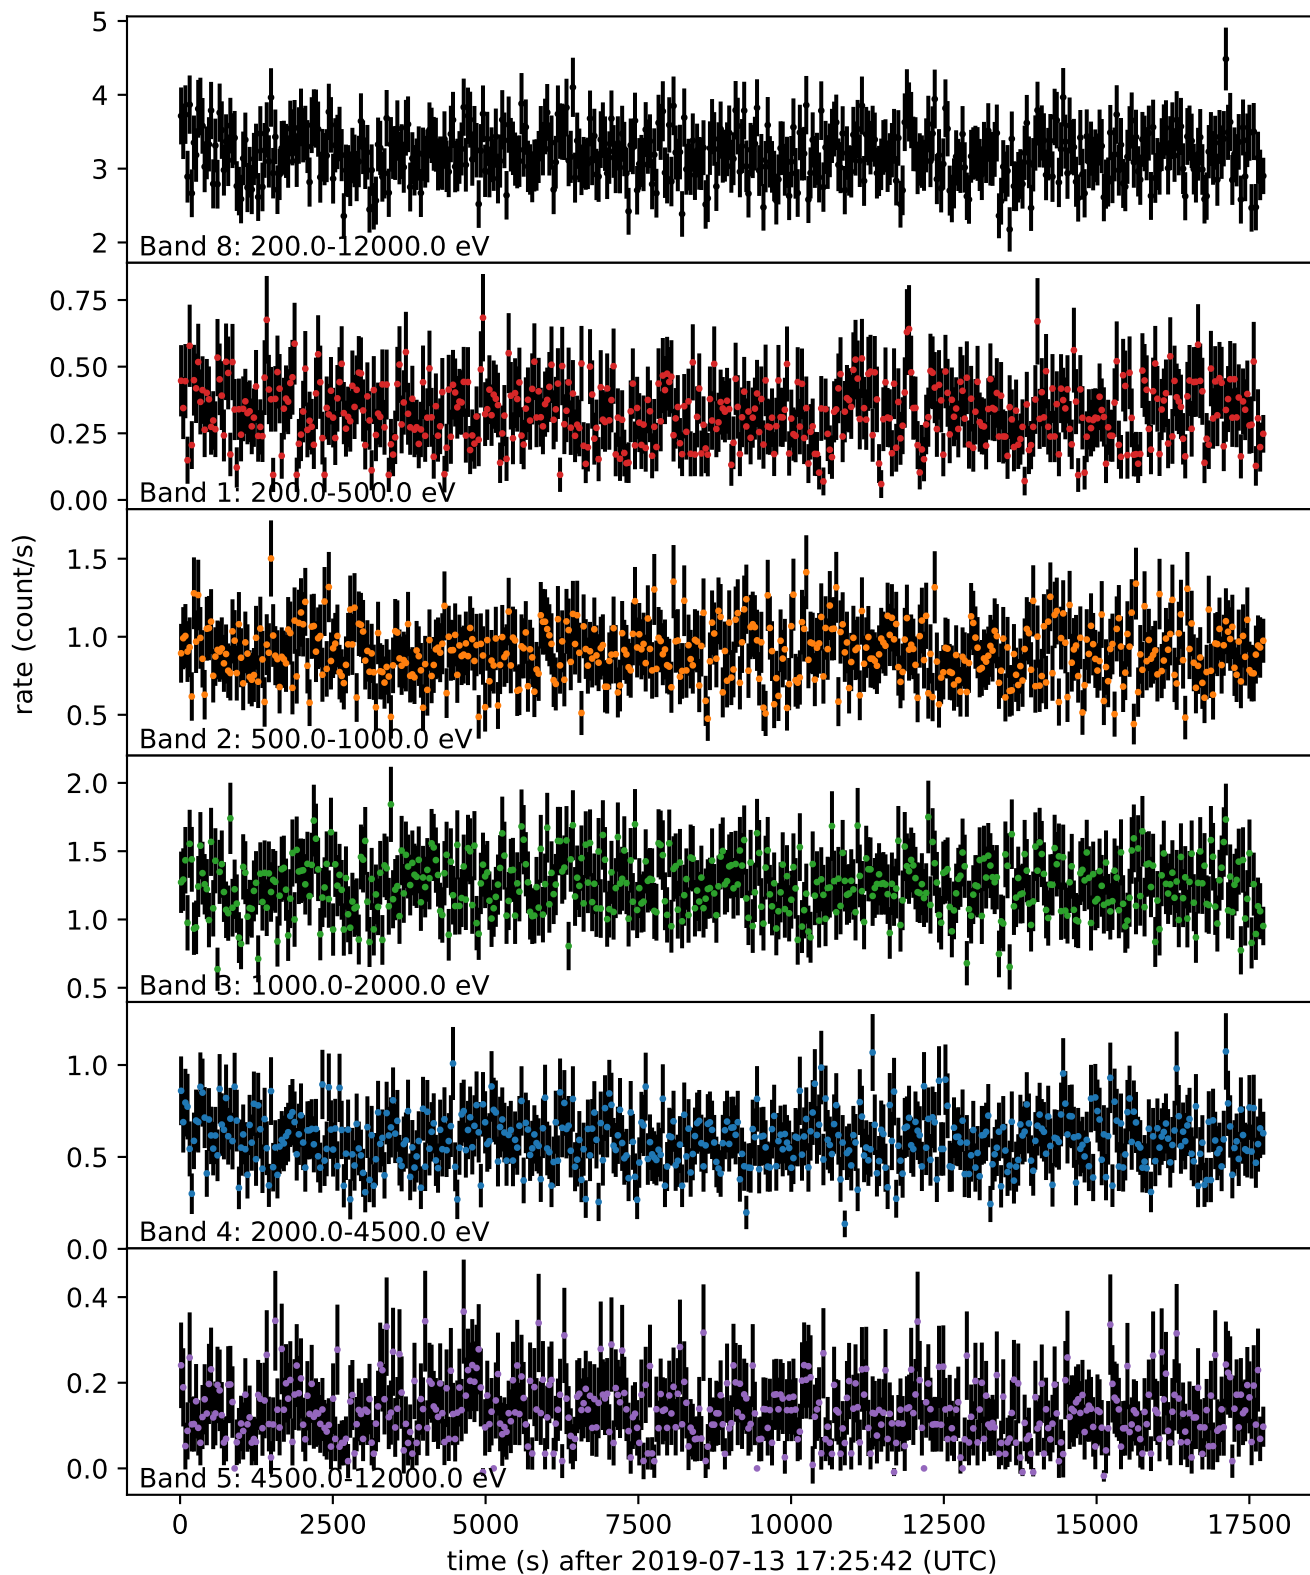 5
4
3
2
Band 8: 200.0-12000.0 eV
0.75
0.50
0.25
0.00
Band 1: 200.0-500.0 eV
1.5
1.0
0.5
Band 2: 500.0-1000.0 eV
rate (count/s)
2.0
1.5
1.0
0.5
Band 3: 1000.0-2000.0 eV
1.0
0.5
0.0
Band 4: 2000.0-4500.0 eV
0.4
0.2
0.0
Band 5: 4500.0-12000.0 eV
0 2500 5000 7500 10000 12500 15000 17500
time (s) after 2019-07-13 17:25:42 (UTC)